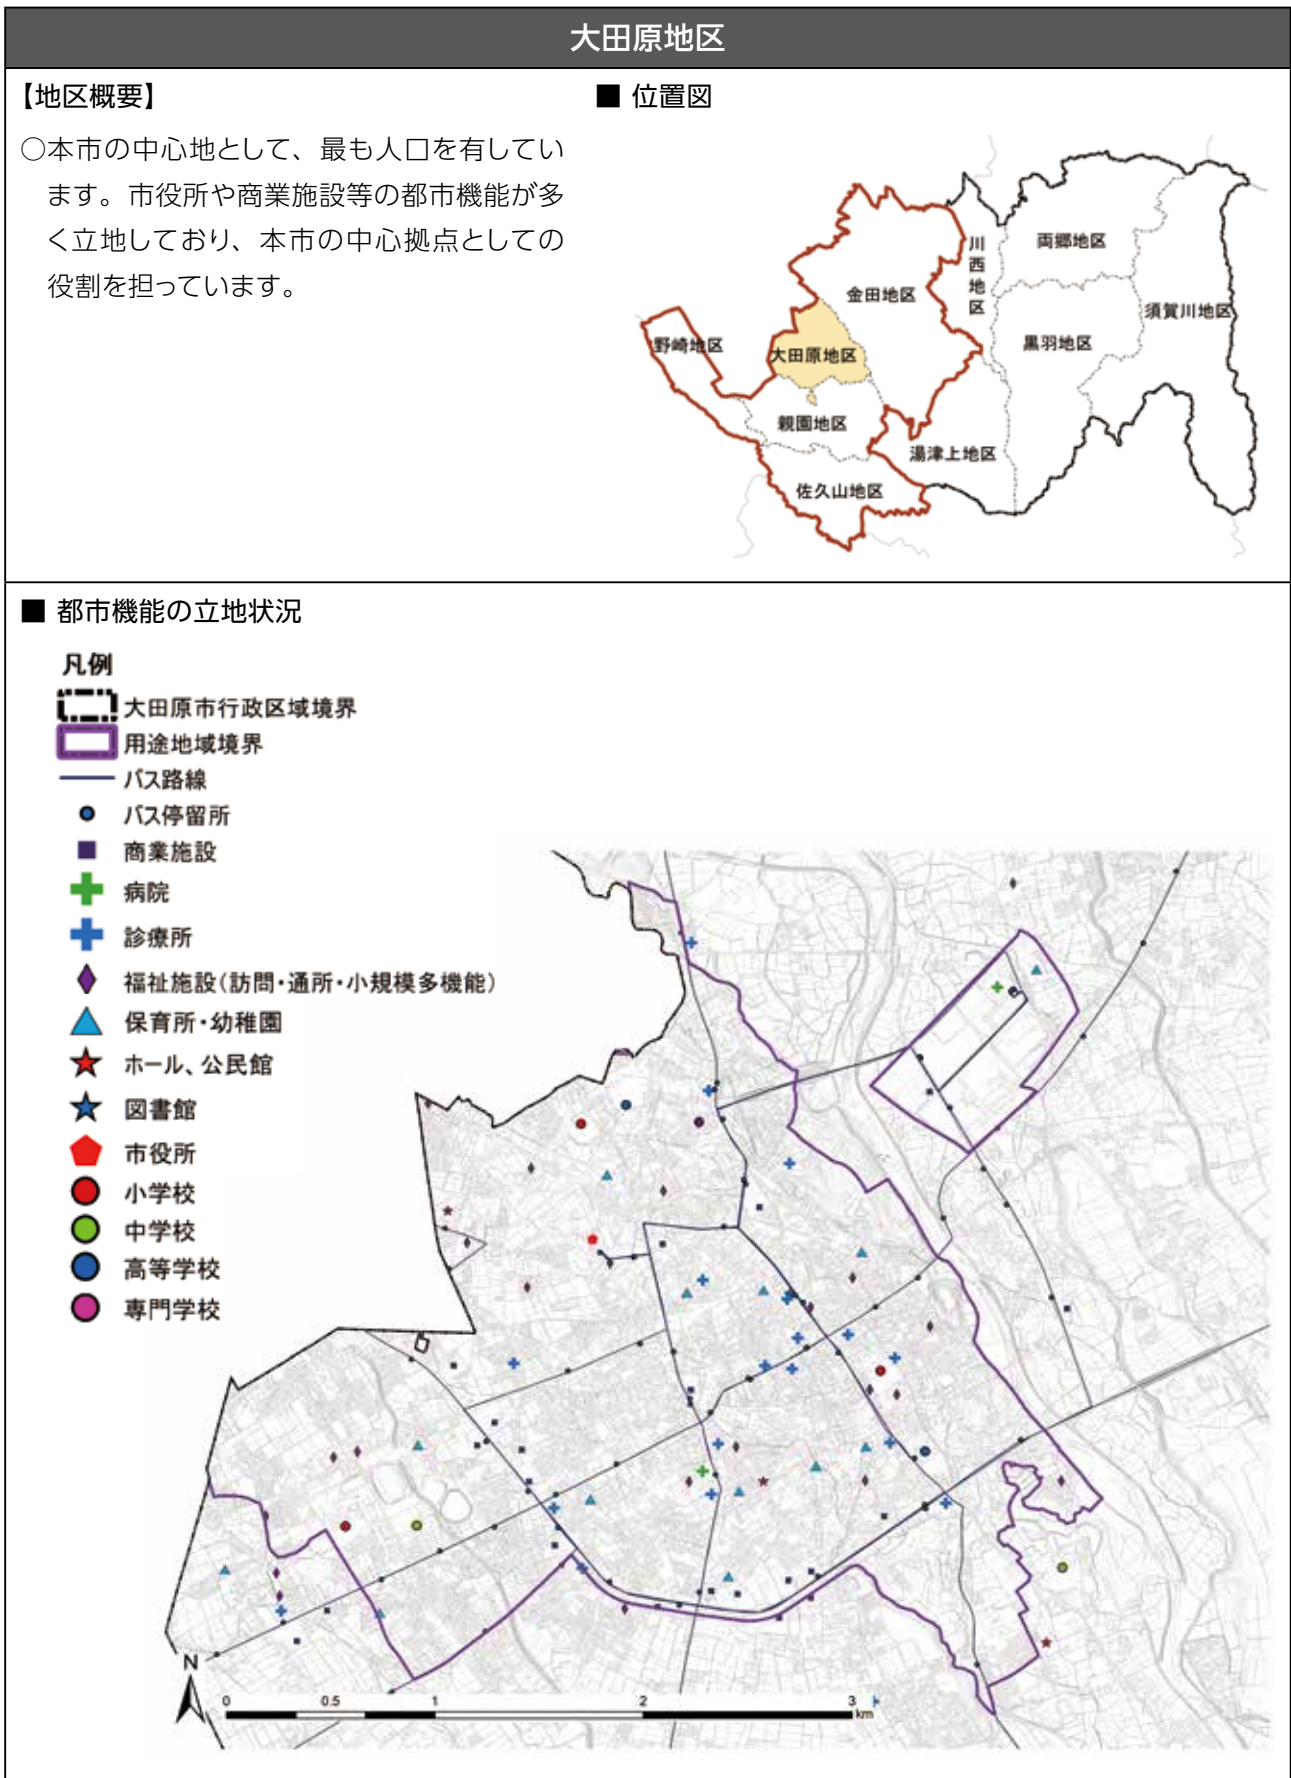 大田原地区
【地区概要】
○本市の中心地として、最も人口を有してい
ます。市役所や商業施設等の都市機能が多
く立地しており、本市の中心拠点としての
役割を担っています。
■ 位置図
川西地区
両郷地区
金田地区
須賀川地区
野崎地区
大田原地区
黒羽地区
親園地区
湯津上地区
佐久山地区
■ 都市機能の立地状況
凡例
大田原市行政区域境界
用途地域境界
バス路線
バス停留所
商業施設
病院
診療所
福祉施設(訪問・通所・小規模多機能)
保育所・幼稚園
ホール、公民館
図書館
市役所
小学校
中学校
高等学校
専門学校
N
0 0.5 1 2 3
km